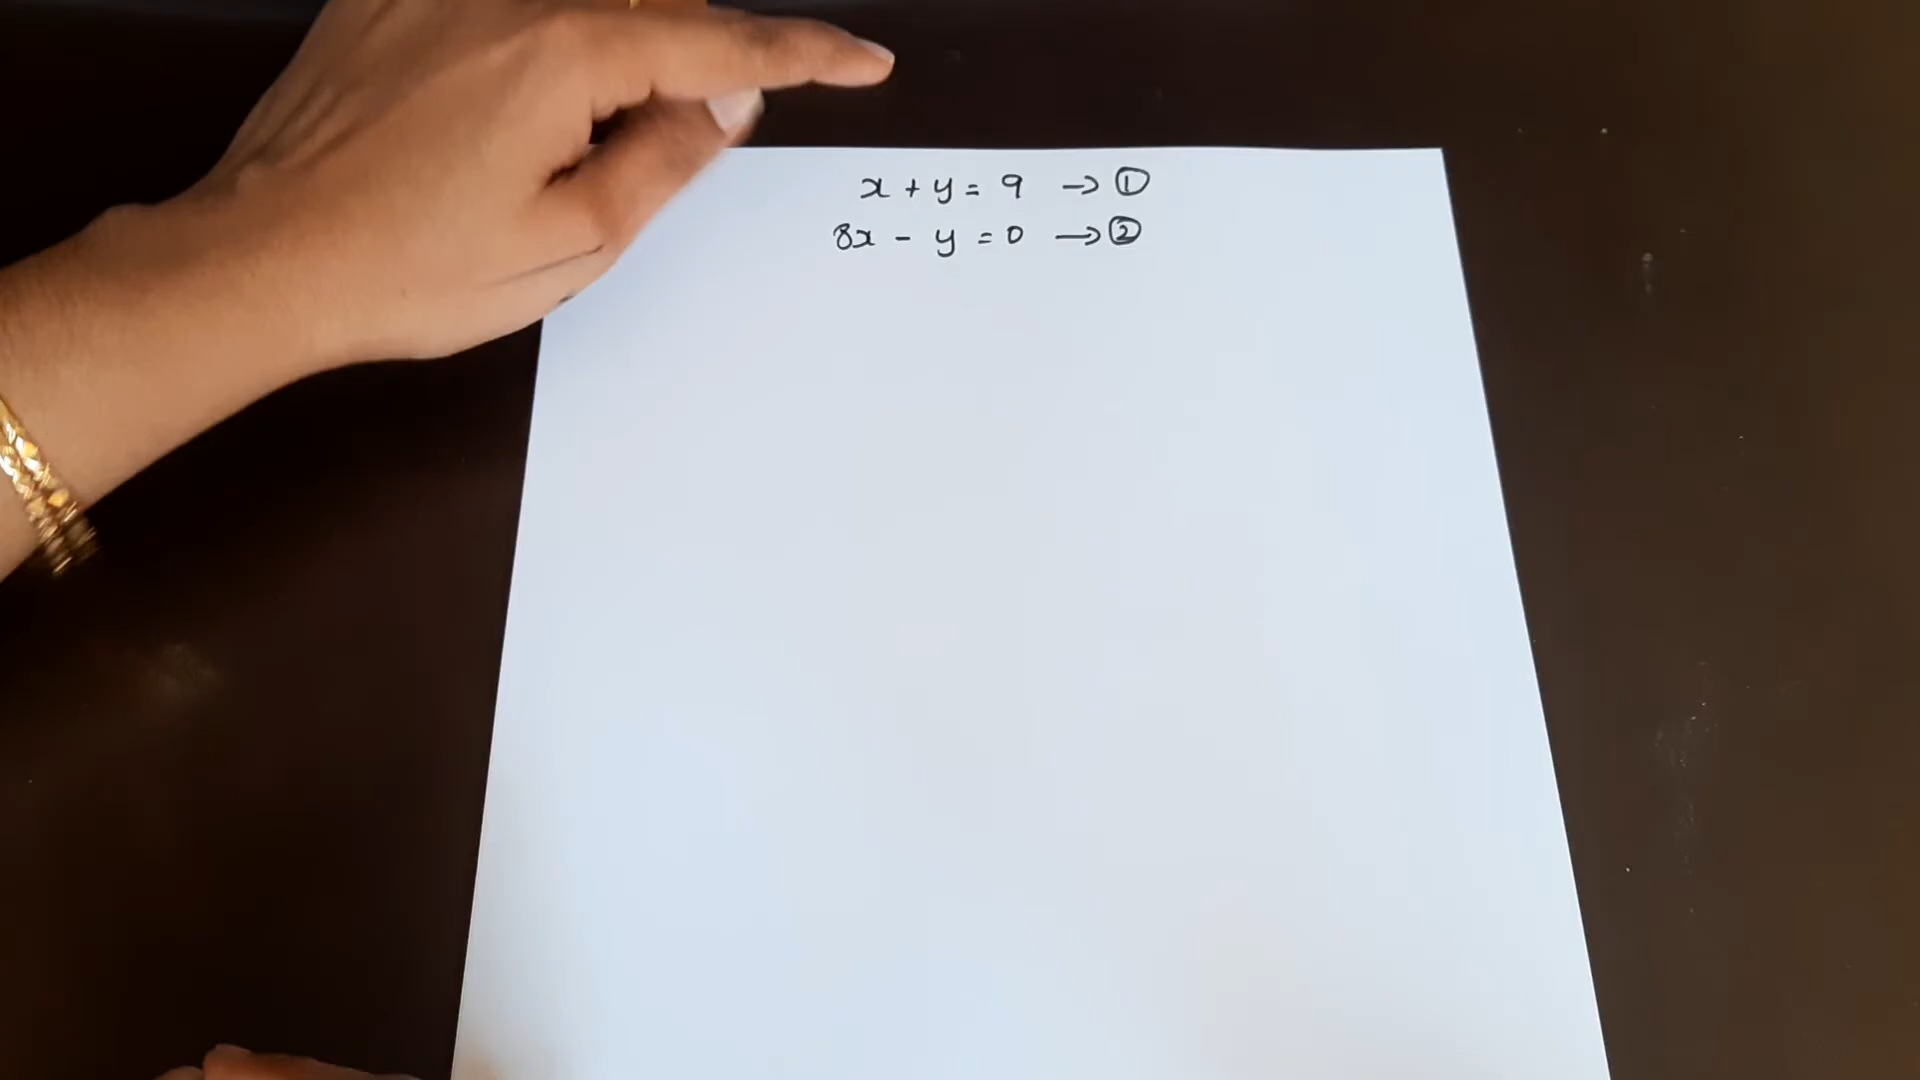 x + y = 9 → ①
8x - y = 0 → ②